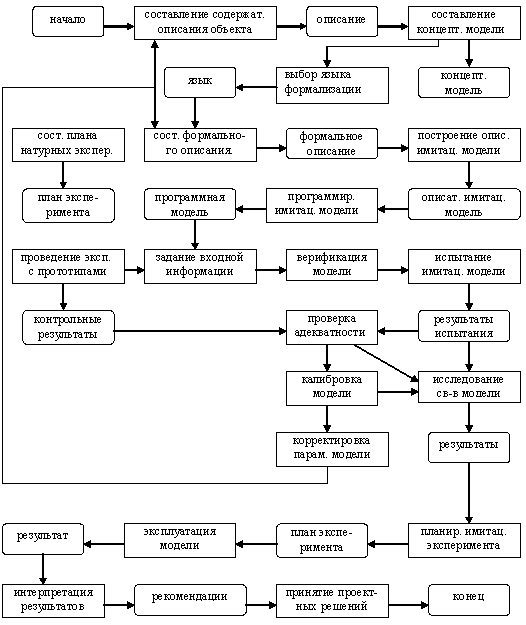 начало
составление содержат.
описания объекта
описание
составление
концепт. модели
язык
выбор языка
формализации
концепт.
модель
сост. плана
натурных экспер.
сост. формально-
го описания.
формальное
описание
построение опис.
имитац. модели
план экспе-
римента
программная
модель
программир.
имитац. модели
описат. имитац.
модель
проведение эксп.
с прототипами
задание входной
информации
верификация
модели
испытание
имитац. модели
контрольные
результаты
проверка
адекватности
результаты
испытания
калибровка
модели
исследование
св-в модели
корректировка
парам. модели
результаты
результат
эксплуатация
модели
план экспе-
римента
планир. имитац.
эксперимента
интерпретация
результатов
рекомендации
принятие проект-
ных решений
конец